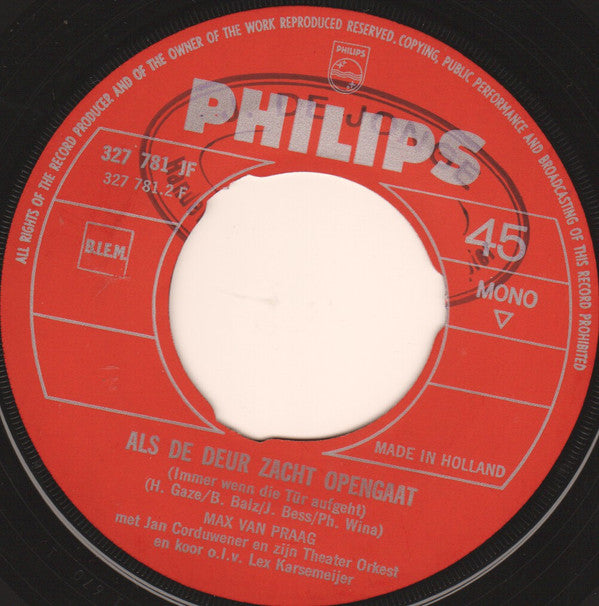 ALL RIGHTS OF THE RECORD PRODUCER AND OF THE OWNER OF THE WORK REPRODUCED RESERVED. COPYING, PUBLIC PERFORMANCE AND BROADCASTING OF THIS RECORD PROHIBITED
PHILIPS
PHILIPS
DE JONGE
327 781 JF
327 781.2 F
B.I.E.M.
45
MONO
MADE IN HOLLAND
ALS DE DEUR ZACHT OPENGAAT
(Immer wenn die Tür aufgeht)
(H. Gaze/B. Balz/J. Bess/Ph. Wina)
MAX VAN PRAAG
met Jan Corduwener en zijn Theater Orkest
en koor o.l.v. Lex Karsemeijer